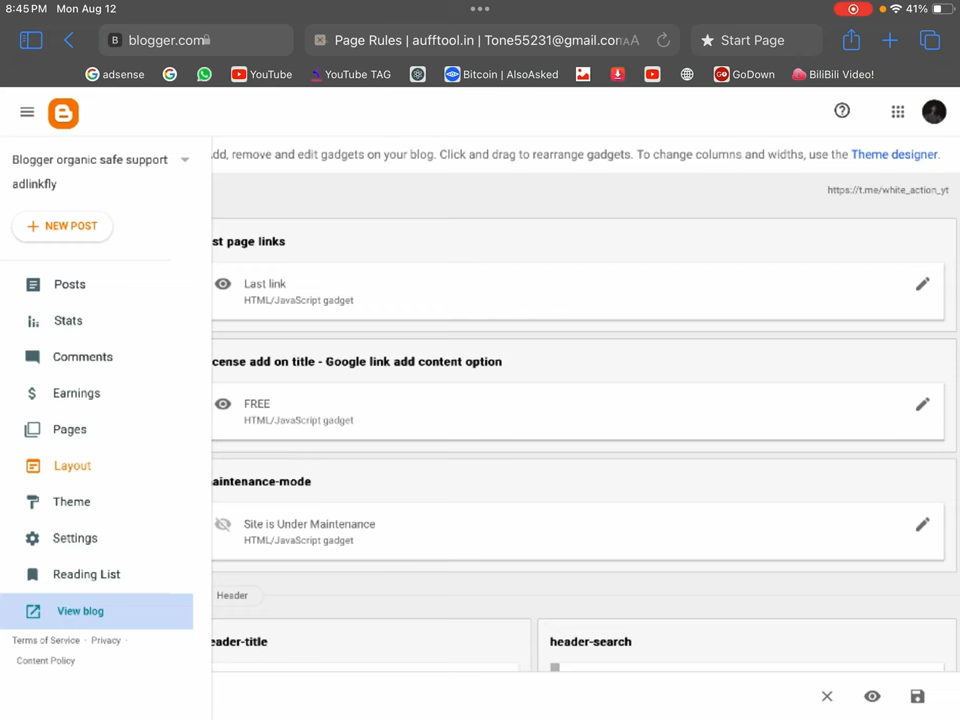 8:45 PM Mon Aug 12
41%
blogger.com
Page Rules | aufftool.in | Tone55231@gmail.con
AA
Start Page
adsense
YouTube
YouTube TAG
Bitcoin | AlsoAsked
GoDown
BiliBili Video!
Blogger organic safe support
adlinkfly
NEW POST
Posts
Stats
Comments
Earnings
Pages
Layout
Theme
Settings
Reading List
View blog
Terms of Service · Privacy ·
Content Policy
dd, remove and edit gadgets on your blog. Click and drag to rearrange gadgets. To change columns and widths, use the Theme designer.
https://t.me/white_action_yt
st page links
Last link
HTML/JavaScript gadget
cense add on title - Google link add content option
FREE
HTML/JavaScript gadget
aintenance-mode
Site is Under Maintenance
HTML/JavaScript gadget
Header
eader-title
header-search